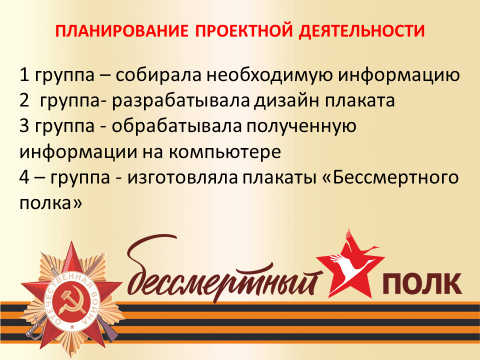 ПЛАНИРОВАНИЕ ПРОЕКТНОЙ ДЕЯТЕЛЬНОСТИ
1 группа – собирала необходимую информацию
2 группа- разрабатывала дизайн плаката
3 группа - обрабатывала полученную
информации на компьютере
4 – группа - изготовляла плакаты «Бессмертного
полка»
бессмертный ПОЛК
ОТЕЧЕСТВЕННАЯ ВОЙНА